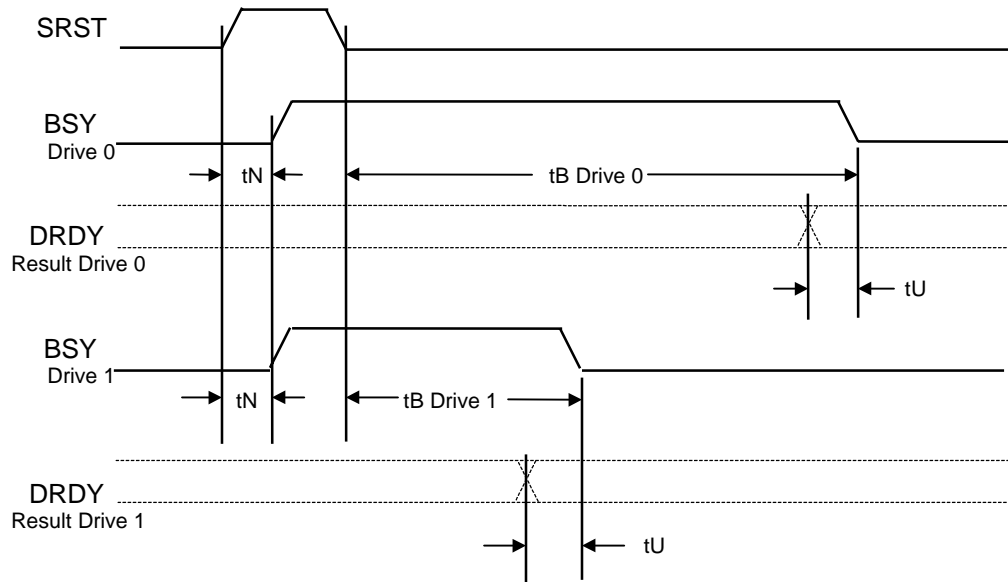 SRST
BSY
Drive 0
tN
tB Drive 0
DRDY
Result Drive 0
tU
BSY
Drive 1
tN
tB Drive 1
DRDY
Result Drive 1
tU